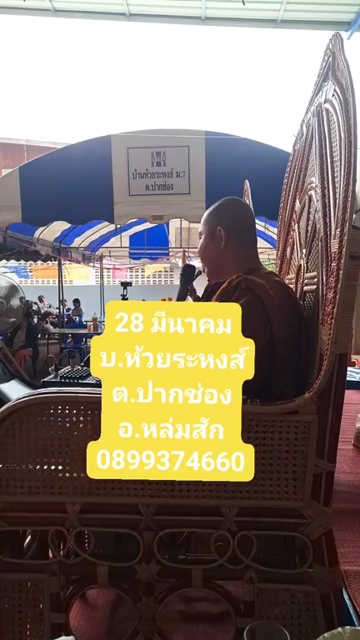 บ้านห้วยระหงส์ ม.7
ต.ปากช่อง
28 มีนาคม
บ.ห้วยระหงส์
ต.ปากช่อง
อ.หล่มสัก
0899374660